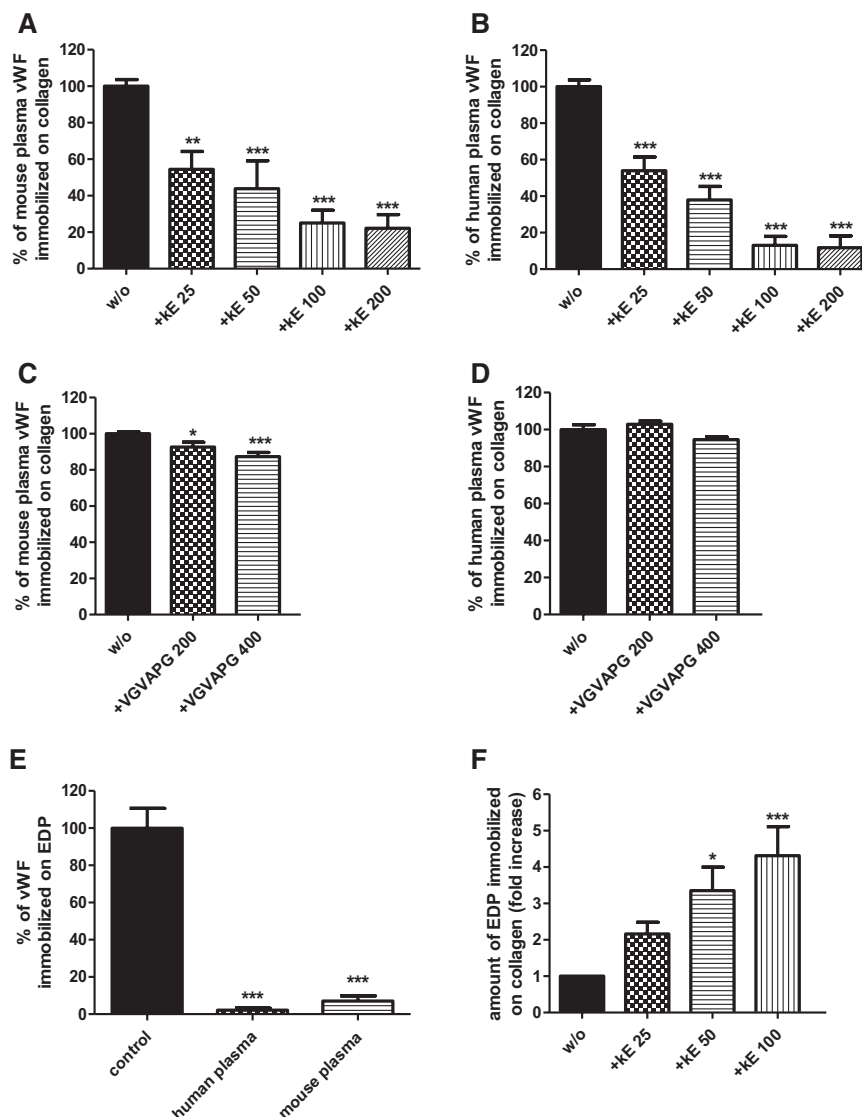 A
% of mouse plasma vWF
immobilized on collagen
120
100
80
60
40
20
0
**
***
***
***
w/o
+kE 25
+kE 50
+kE 100
+kE 200
B
% of human plasma vWF
immobilized on collagen
120
100
80
60
40
20
0
***
***
***
***
w/o
+kE 25
+kE 50
+kE 100
+kE 200
C
% of mouse plasma vWF
immobilized on collagen
120
100
80
60
40
20
0
*
***
w/o
+VGVAPG 200
+VGVAPG 400
D
% of human plasma vWF
immobilized on collagen
120
100
80
60
40
20
0
w/o
+VGVAPG 200
+VGVAPG 400
E
% of vWF
immobilized on EDP
120
100
80
60
40
20
0
***
***
control
human plasma
mouse plasma
F
amount of EDP immobilized
on collagen (fold increase)
6
5
4
3
2
1
0
*
***
w/o
+kE 25
+kE 50
+kE 100